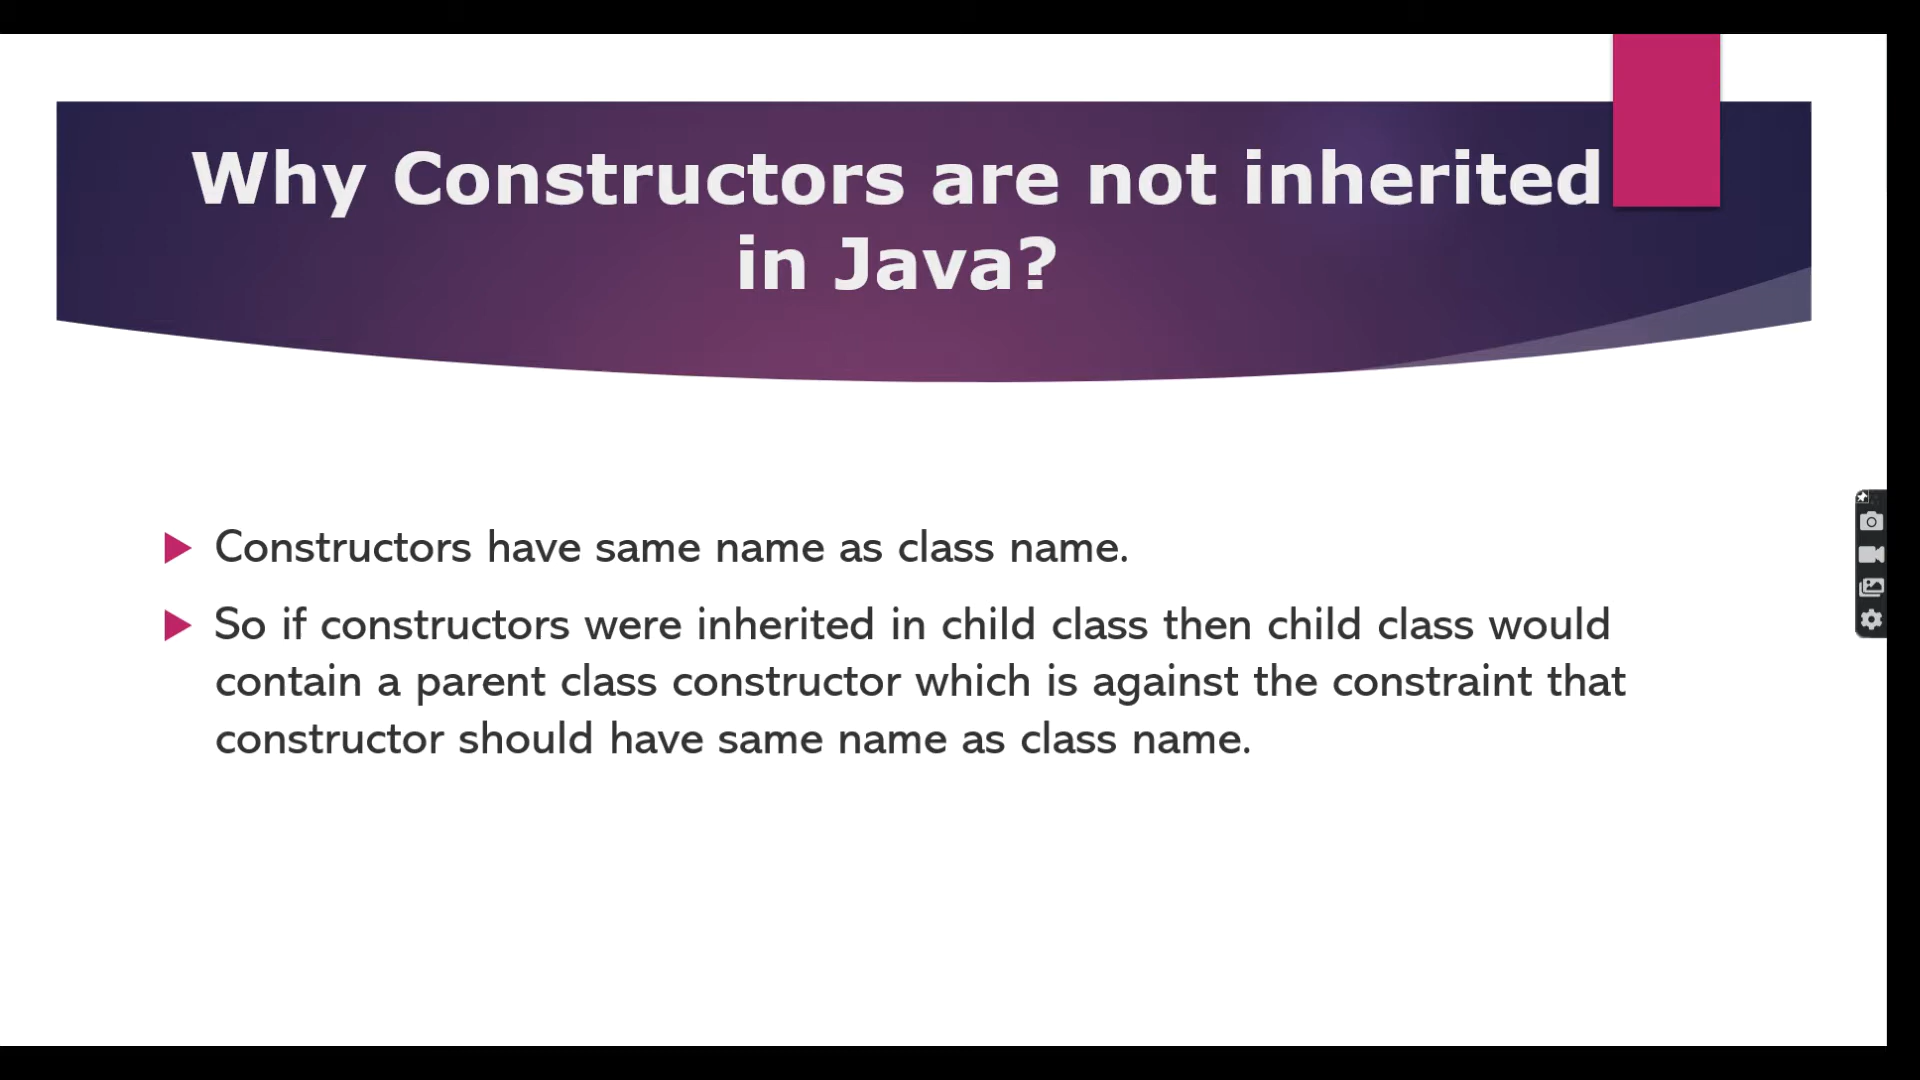 Why Constructors are not inherited
in Java?
Constructors have same name as class name.
So if constructors were inherited in child class then child class would
contain a parent class constructor which is against the constraint that
constructor should have same name as class name.